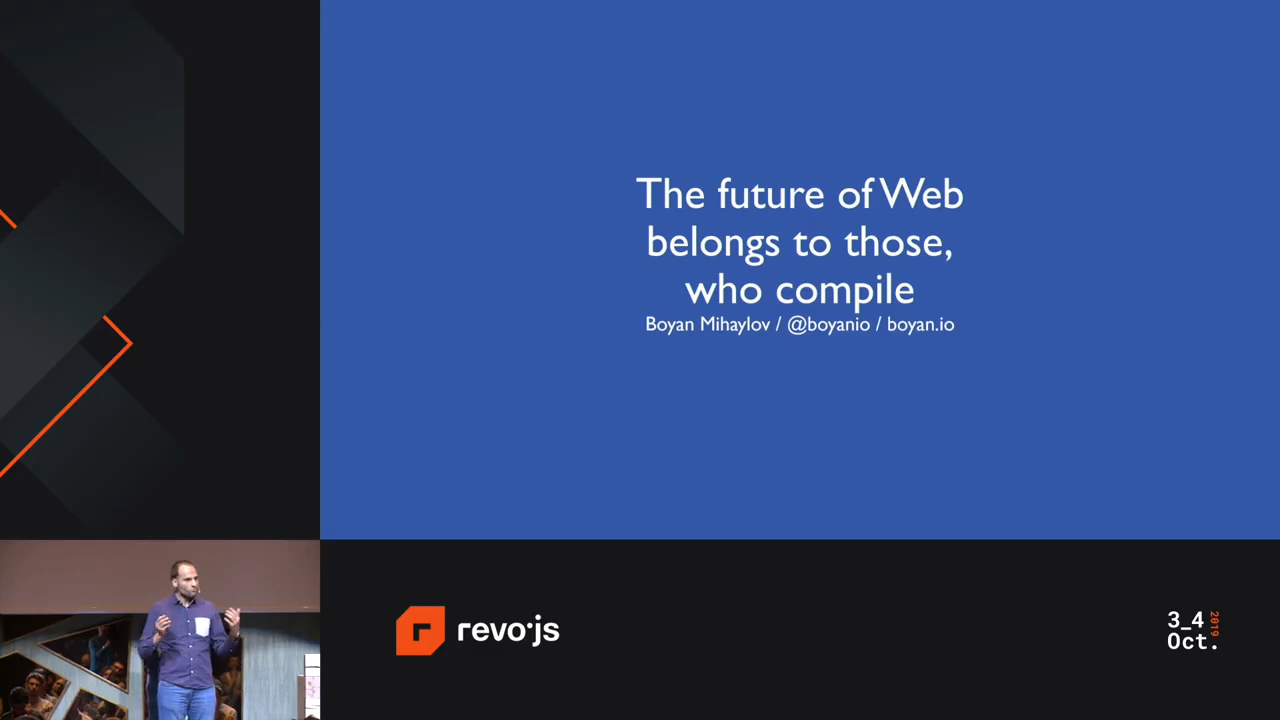 The future of Web
belongs to those,
who compile
Boyan Mihaylov / @boyanio / boyan.io
r revo·js
3_4 2019
Oct.